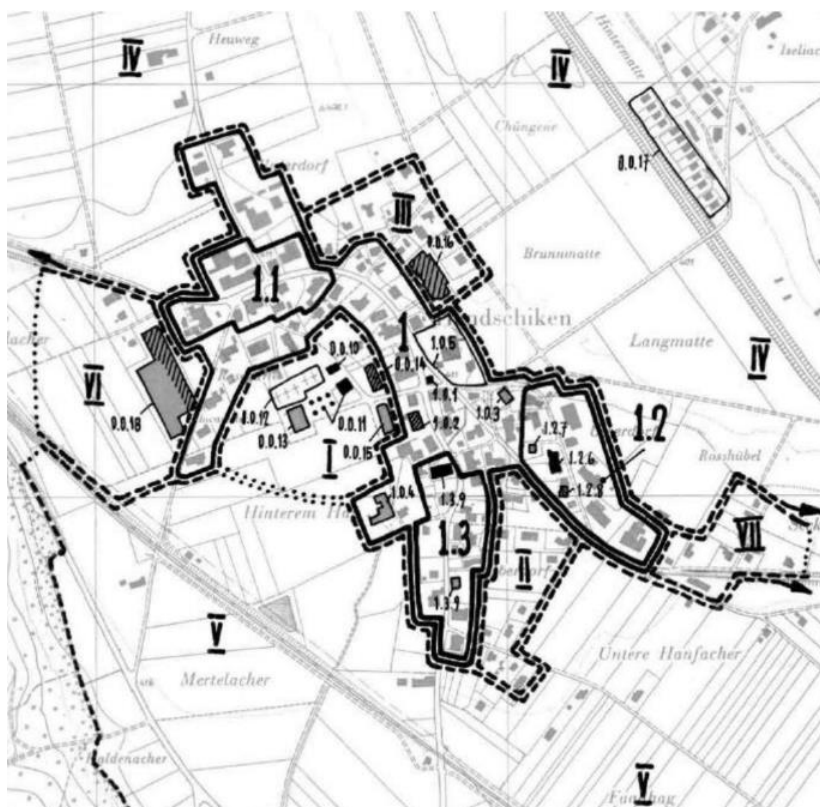 Heuweg
IV
IV
Hintermatte
Chüngene
0.0.17
III
0.0.16
Brunnmatte
1.1
1
Langmatte
IV
1.0.5
0.0.10
0.0.14
VI
1.0.1
1.0.3
1.2
0.0.12
0.0.11
1.0.2
1.2.7
0.0.18
0.0.13
0.0.15
1.2.6
Rosshübel
I
1.2.8
1.0.4
1.3.9
VII
Hinterem
1.3
II
1.3.9
V
Untere Hanfacher
Mertelacher
V